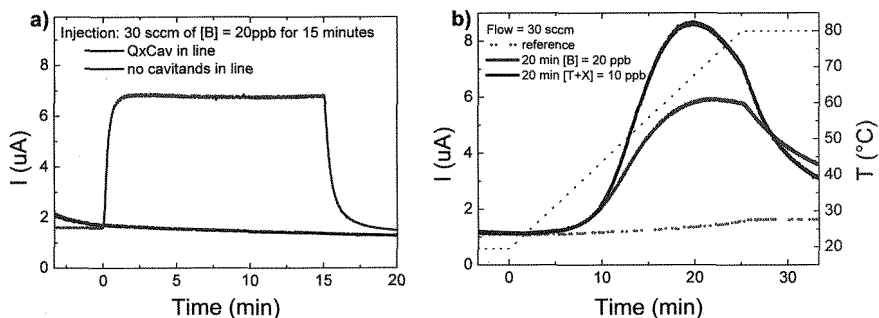 a)
Injection: 30 sccm of [B] = 20ppb for 15 minutes
QxCav in line
no cavitands in line
I (uA)
8
6
4
2
0
0
5
10
15
20
Time (min)
b)
Flow = 30 sccm
reference
20 min [B] = 20 ppb
20 min [T+X] = 10 ppb
I (uA)
8
6
4
2
0
0
10
20
30
Time (min)
80
70
60
50
40
30
20
T (°C)